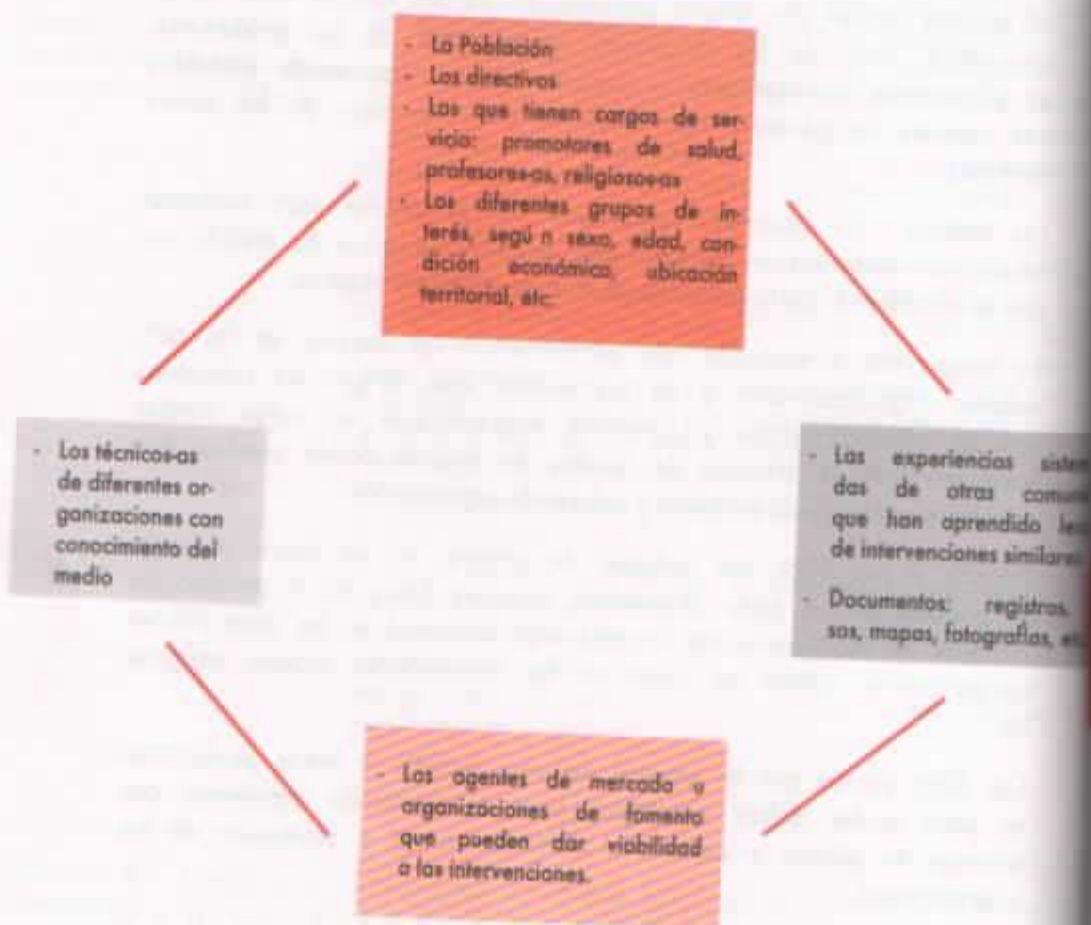 - La Población
- Los directivos
- Los que tienen cargos de ser-
vicio: promotores de salud,
profesores-as, religiosos-as
- Los diferentes grupos de in-
terés, segú n sexo, edad, con-
dición económica, ubicación
territorial, etc.
- Los técnicos-as
de diferentes or-
ganizaciones con
conocimiento del
medio
- Las experiencias
das de otras
que han aprendido
de intervenciones similares
- Documentos: registros,
sos, mapas, fotografías,
- Los agentes de mercado u
organizaciones de fomento
que pueden dar viabilidad
a las intervenciones.